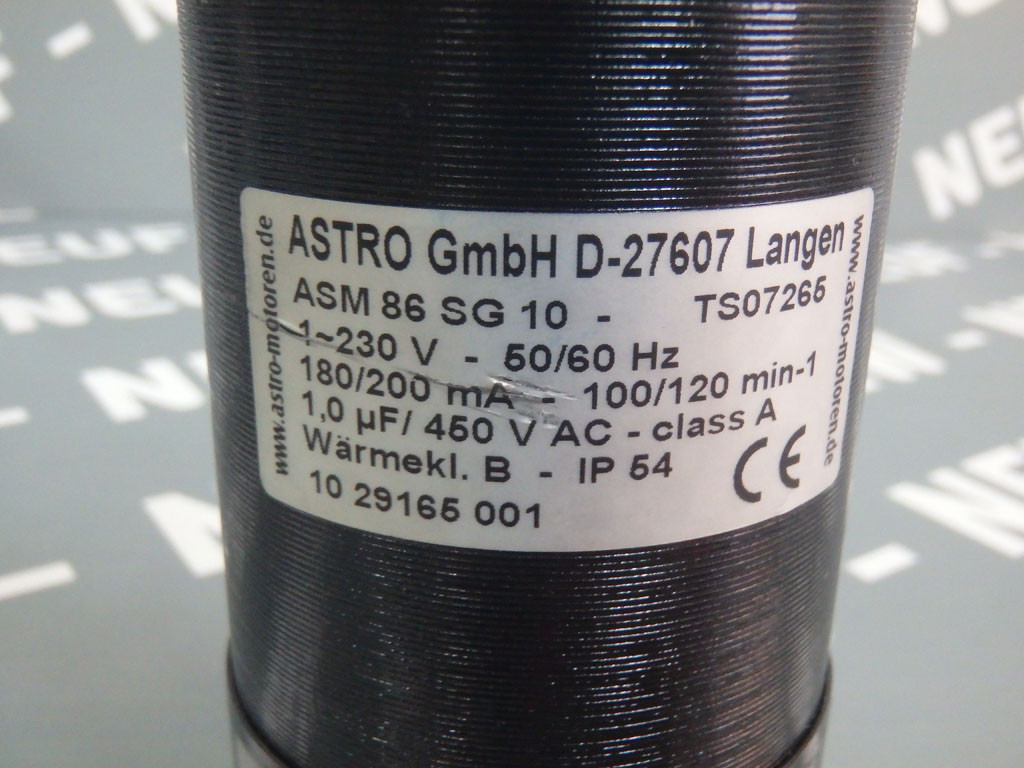 ASTRO GmbH D-27607 Langen
ASM 86 SG 10 - TS07265
1~230 V - 50/60 Hz
180/200 mA - 100/120 min-1
1,0 µF/ 450 V AC - class A
Wärmekl. B - IP 54
10 29165 001
CE
www.astro-motoren.de
www.astro-motoren.de
NEUF